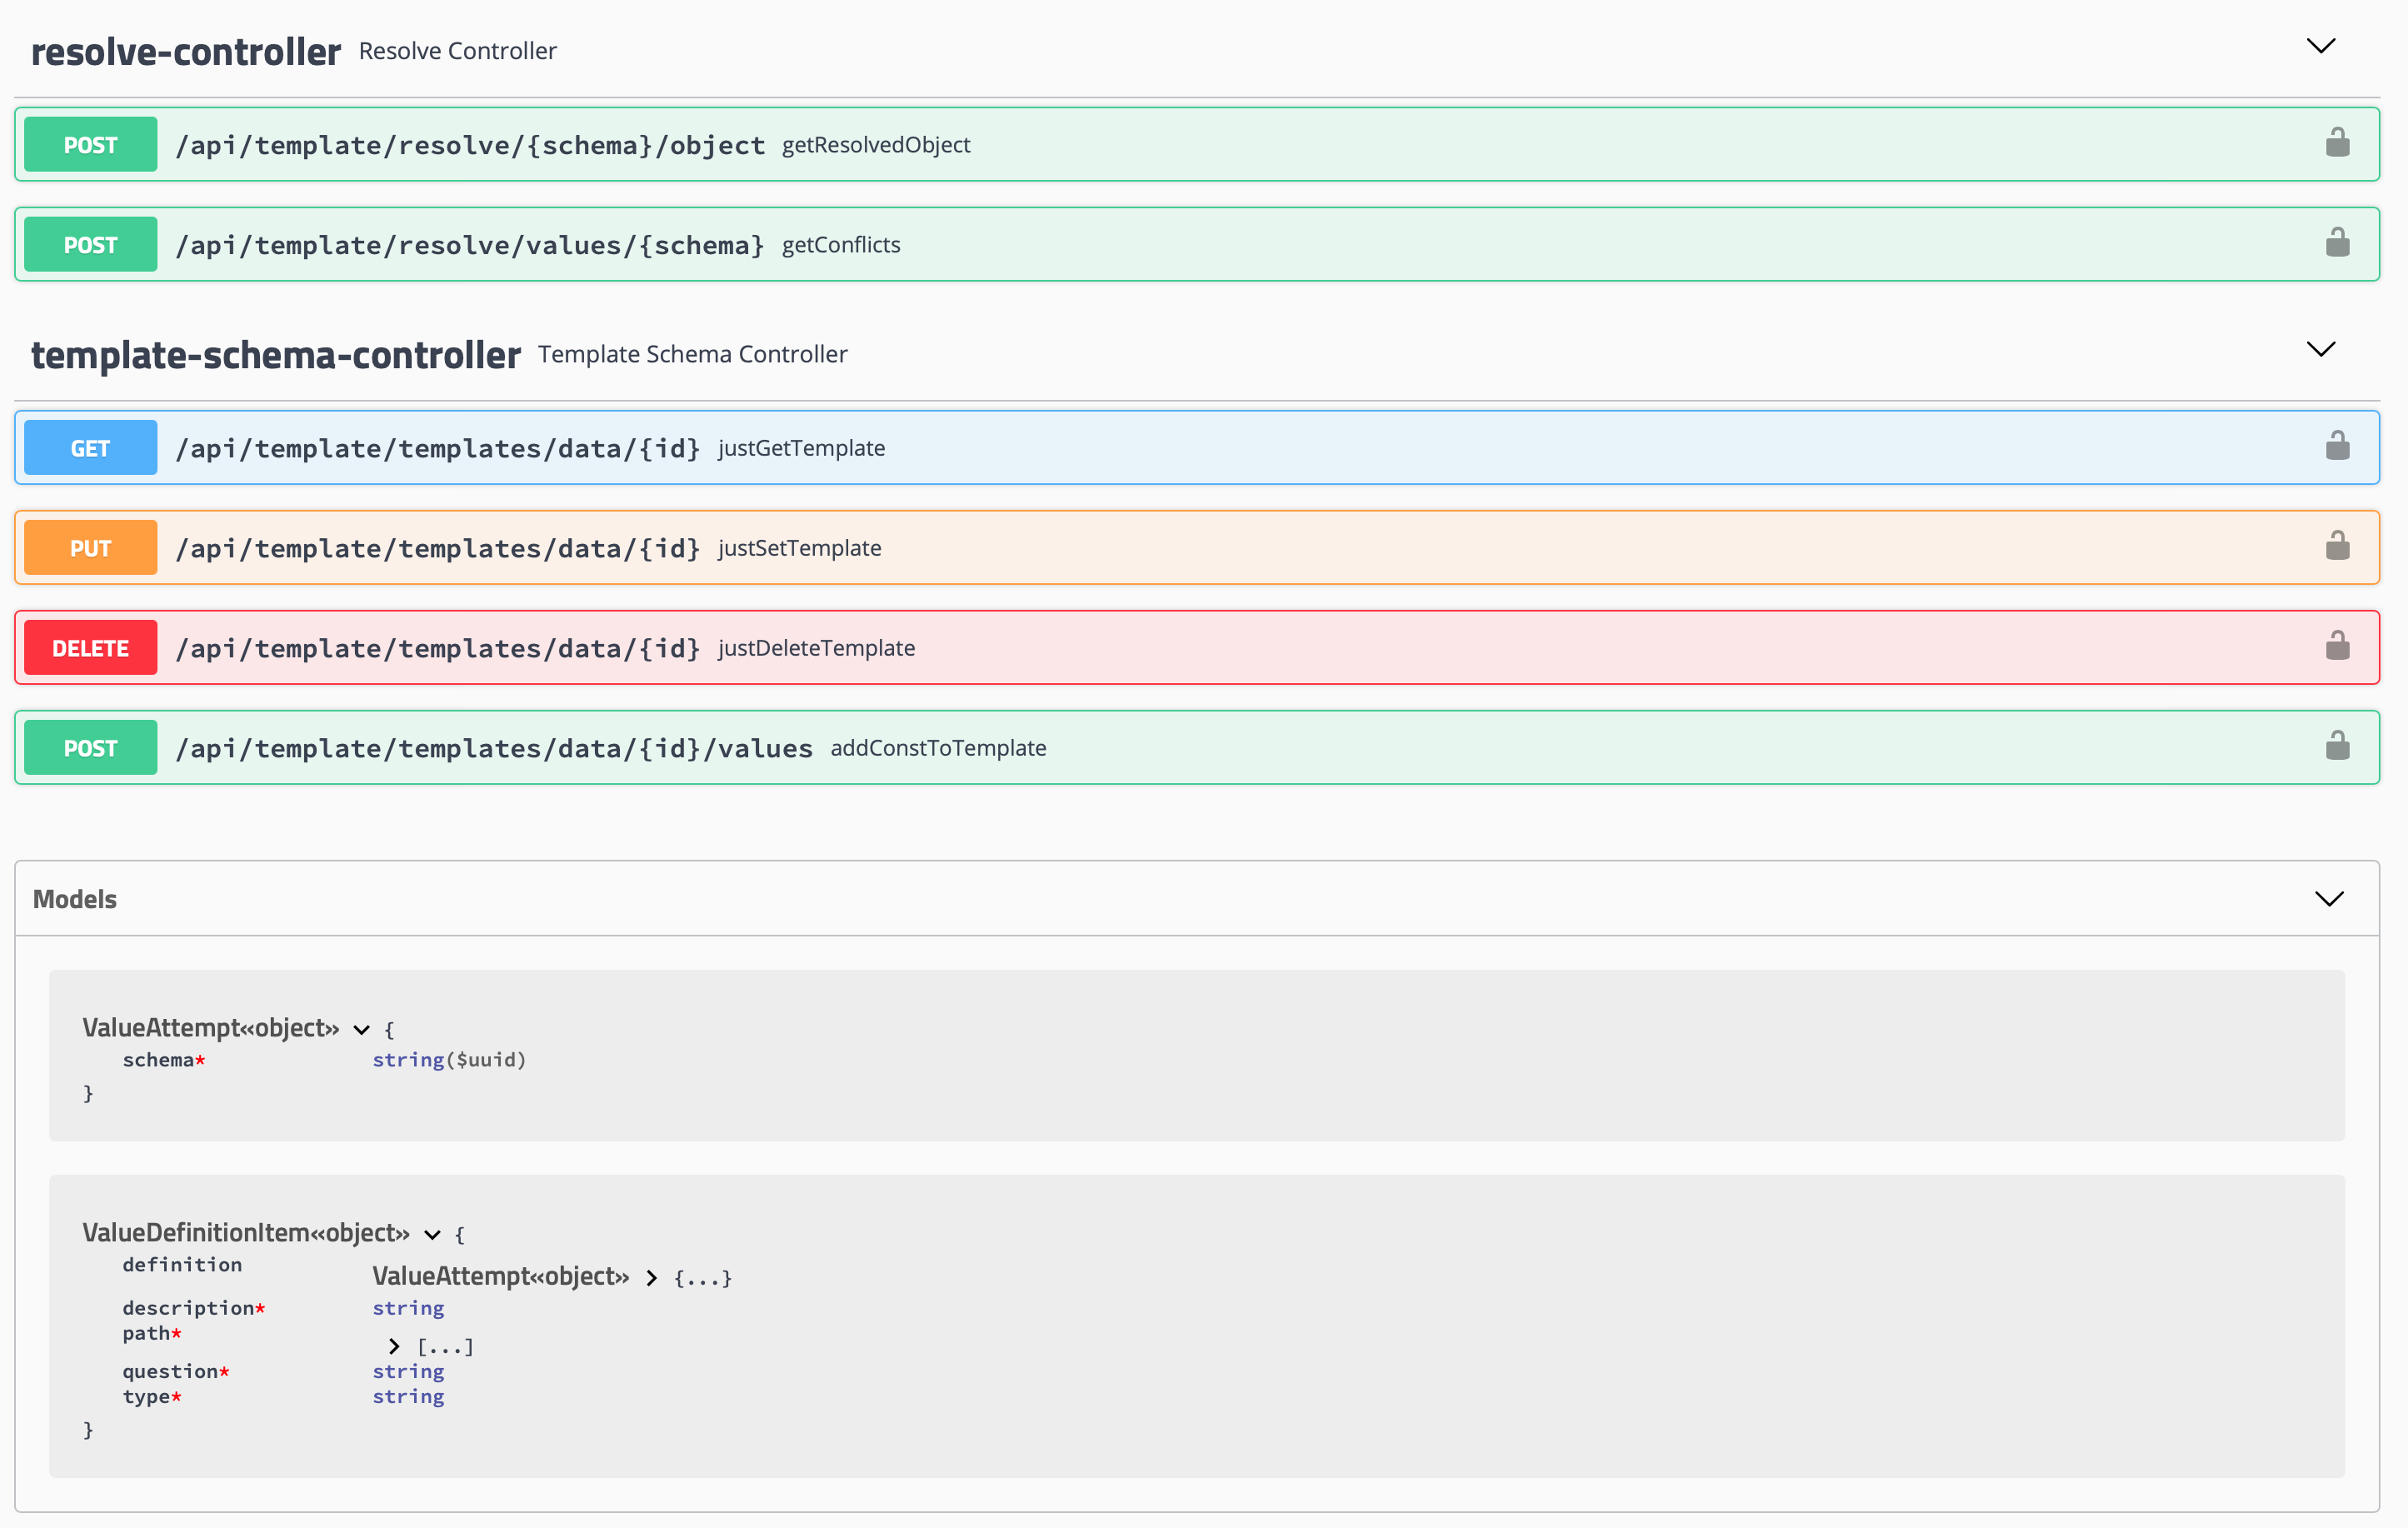 resolve-controller Resolve Controller
POST /api/template/resolve/{schema}/object getResolvedObject
POST /api/template/resolve/values/{schema} getConflicts
template-schema-controller Template Schema Controller
GET /api/template/templates/data/{id} justGetTemplate
PUT /api/template/templates/data/{id} justSetTemplate
DELETE /api/template/templates/data/{id} justDeleteTemplate
POST /api/template/templates/data/{id}/values addConstToTemplate
Models
ValueAttempt«object» {
schema* string($uuid)
}
ValueDefinitionItem«object» {
definition ValueAttempt«object» {...}
description* string
path* [...]
question* string
type* string
}